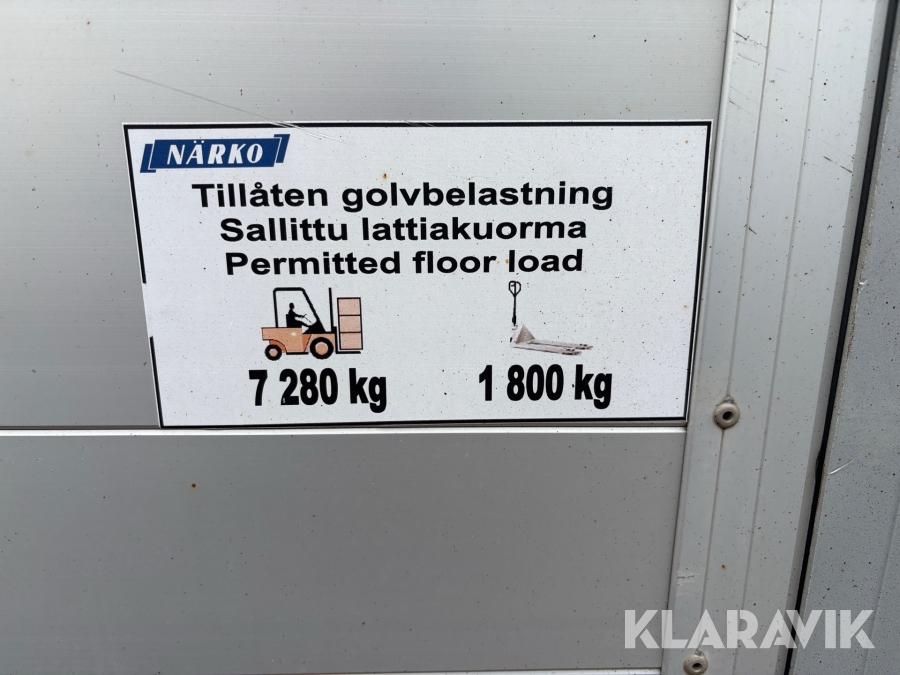 NÄRKO
Tillåten golvbelastning
Sallittu lattiakuorma
Permitted floor load
7 280 kg 1 800 kg
KLARAVIK